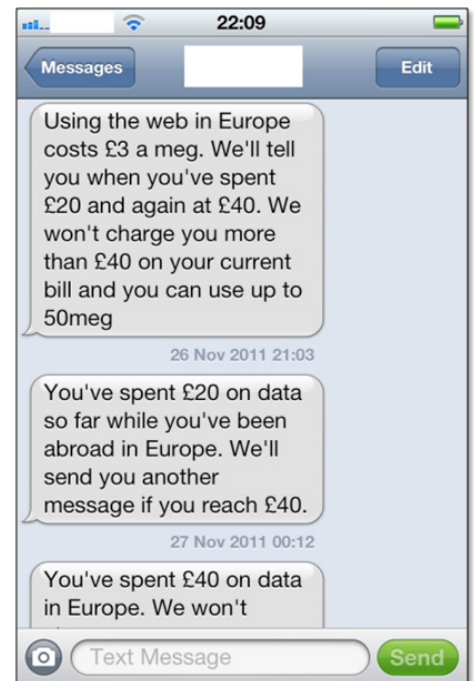 22:09
Messages
Edit
Using the web in Europe
costs £3 a meg. We'll tell
you when you've spent
£20 and again at £40. We
won't charge you more
than £40 on your current
bill and you can use up to
50meg
26 Nov 2011 21:03
You've spent £20 on data
so far while you've been
abroad in Europe. We'll
send you another
message if you reach £40.
27 Nov 2011 00:12
You've spent £40 on data
in Europe. We won't
Text Message
Send